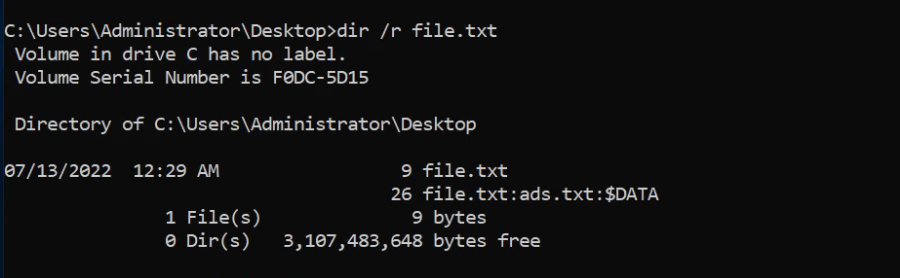 C:\Users\Administrator\Desktop>dir /r file.txt
Volume in drive C has no label.
Volume Serial Number is F0DC-5D15
Directory of C:\Users\Administrator\Desktop
07/13/2022  12:29 AM                 9 file.txt
                                    26 file.txt:ads.txt:$DATA
               1 File(s)              9 bytes
               0 Dir(s)   3,107,483,648 bytes free